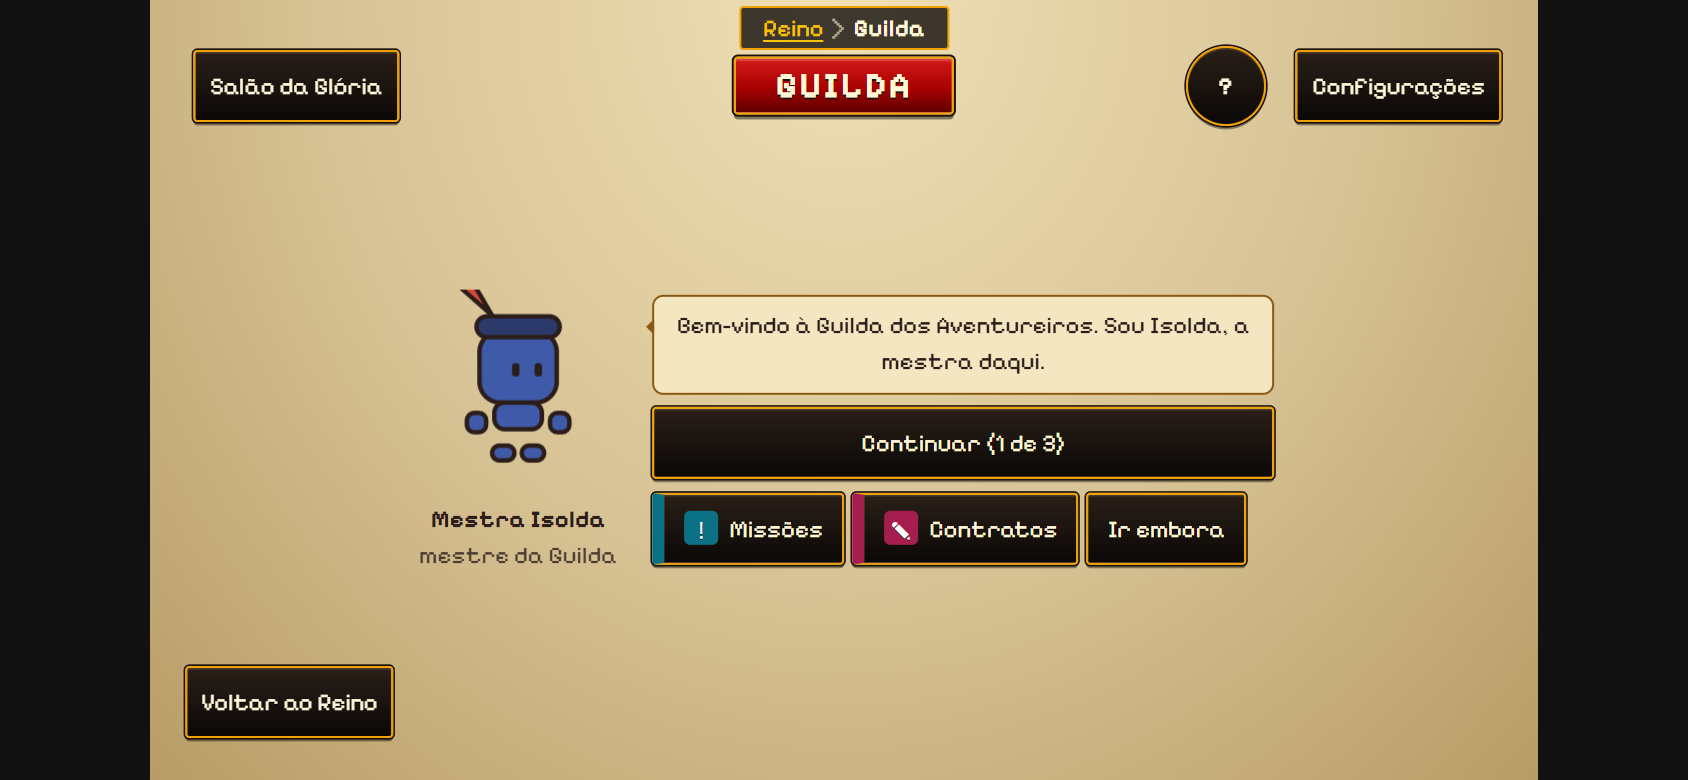 Reino > Guilda
Salão da Glória
GUILDA
?
Configurações
Bem-vindo à Guilda dos Aventureiros. Sou Isolda, a
mestra daqui.
Continuar (1 de 3)
! Missões
Contratos
Ir embora
Mestra Isolda
mestre da Guilda
Voltar ao Reino